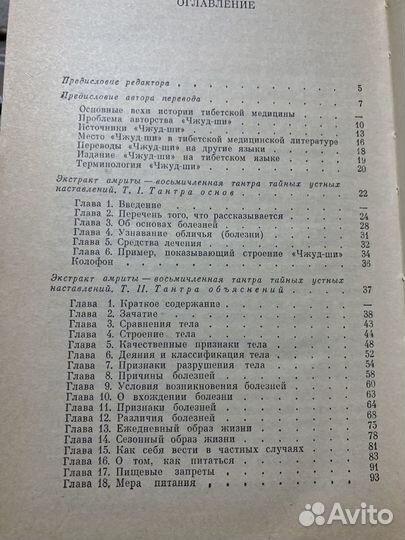 ОГЛАВЛЕНИЕ
Предисловие редактора . . . . . . . . . . 5
Предисловие автора перевода . . . . . . . . 7
Основные вехи истории тибетской медицины . . . —
Проблема авторства «Чжуд-ши» . . . . . . . 10
Источники «Чжуд-ши» . . . . . . . . . . 13
Место «Чжуд-ши» в тибетской медицинской литературе 16
Переводы «Чжуд-ши» на другие языки . . . . . 18
Издание «Чжуд-ши» на тибетском языке . . . . . 19
Терминология «Чжуд-ши» . . . . . . . . . 20
Экстракт амриты — восьмичленная тантра тайных устных
наставлений, Т. I. Тантра основ . . . . . . . 22
Глава 1. Введение . . . . . . . . . . . —
Глава 2. Перечень того, что рассказывается . . . . 24
Глава 3. Об основах болезней . . . . . . . 28
Глава 4. Узнавание обличья (болезни) . . . . . 31
Глава 5. Средства лечения . . . . . . . . 32
Глава 6. Пример, показывающий строение «Чжуд-ши» 34
Колофон . . . . . . . . . . . . . . 36
Экстракт амриты — восьмичленная тантра тайных устных
наставлений, Т. II. Тантра объяснений . . . . . 37
Глава 1. Краткое содержание . . . . . . . —
Глава 2. Зачатие . . . . . . . . . . . 38
Глава 3. Сравнения тела . . . . . . . . 43
Глава 4. Строение тела . . . . . . . . . 44
Глава 5. Качественные признаки тела . . . . . 48
Глава 6. Деяния и классификация тела . . . . . 52
Глава 7. Признаки разрушения тела . . . . . . 54
Глава 8. Причины болезней . . . . . . . . 58
Глава 9. Условия возникновения болезней . . . . 60
Глава 10. О вхождении болезни . . . . . . . 63
Глава 11. Признаки болезней . . . . . . . . 64
Глава 12. Различия болезней . . . . . . . . 68
Глава 13. Ежедневный образ жизни . . . . . . 75
Глава 14. Сезонный образ жизни . . . . . . . 78
Глава 15. Как себя вести в частных случаях . . . . 81
Глава 16. О том, как питаться . . . . . . . 83
Глава 17. Пищевые запреты . . . . . . . . 91
Глава 18, Мера питания . . . . . . . . . 93
Avito